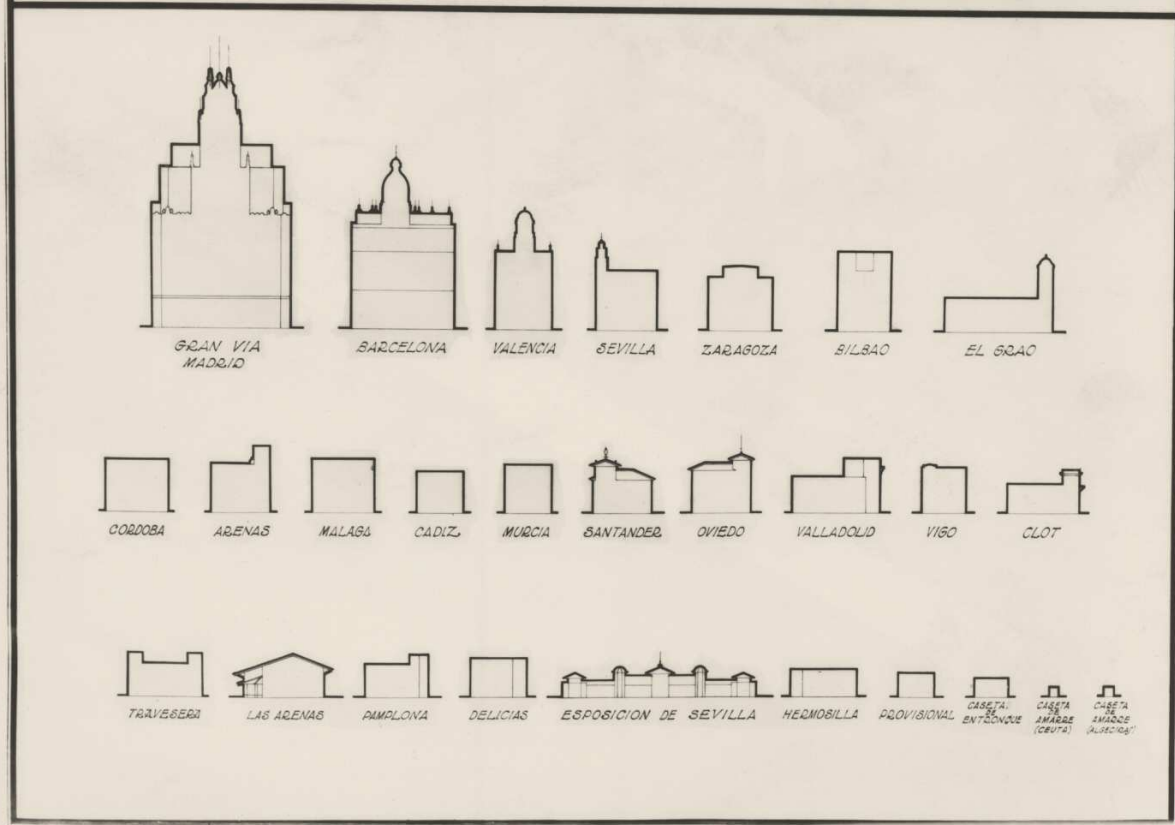 GRAN VIA
MADRID
BARCELONA
VALENCIA
SEVILLA
ZARAGOZA
BILBAO
EL GRAO
CORDOBA
ARENAS
MALAGA
CADIZ
MURCIA
SANTANDER
OVIEDO
VALLADOLID
VIGO
CLOT
TRAVESERA
LAS ARENAS
PAMPLONA
DELICIAS
ESPOSICION DE SEVILLA
HERMOSILLA
PROVISIONAL
CASETA
DE
ENTRONQUE
CASETA
DE
AMARRE
(CEUTA)
CASETA
DE
AMARRE
(ALGECIRAS)